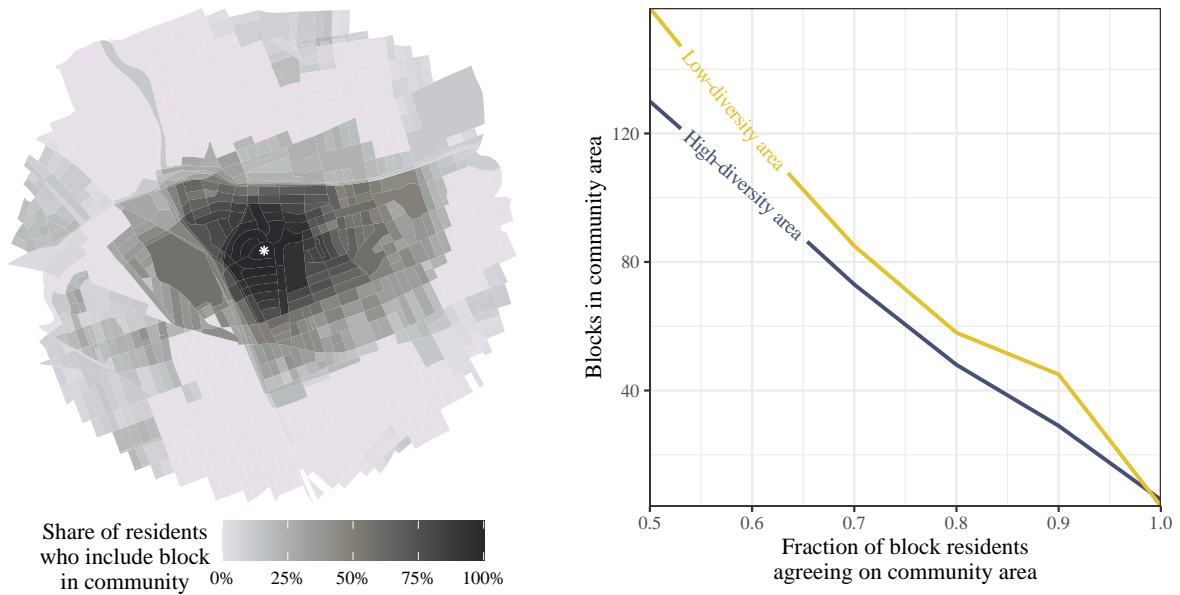 Share of residents
who include block
in community
0% 25% 50% 75% 100%
Low-diversity area
High-diversity area
Blocks in community area
120
80
40
0.5 0.6 0.7 0.8 0.9 1.0
Fraction of block residents
agreeing on community area